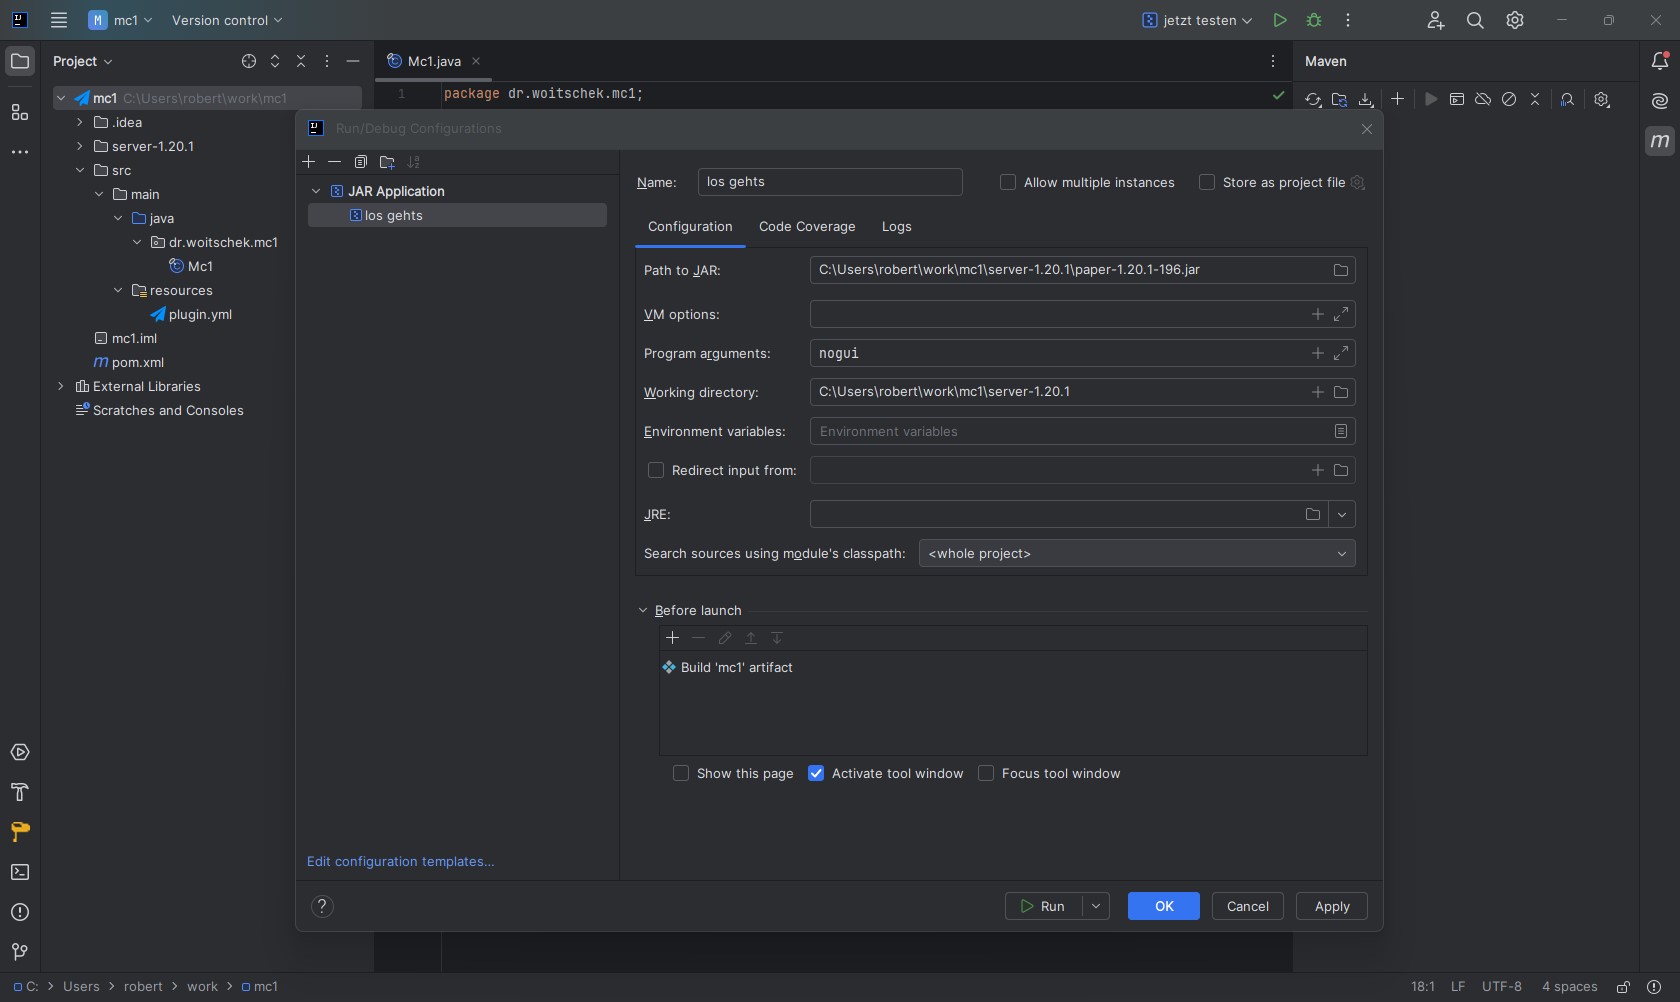 mc1
Version control
jetzt testen
Project
Mc1.java
Maven
mc1 C:\Users\robert\work\mc1
1
package dr.woitschek.mc1;
.idea
server-1.20.1
src
main
java
dr.woitschek.mc1
Mc1
resources
plugin.yml
mc1.iml
pom.xml
External Libraries
Scratches and Consoles
Run/Debug Configurations
JAR Application
los gehts
Edit configuration templates...
Name:
los gehts
Allow multiple instances
Store as project file
Configuration
Code Coverage
Logs
Path to JAR:
C:\Users\robert\work\mc1\server-1.20.1\paper-1.20.1-196.jar
VM options:
Program arguments:
nogui
Working directory:
C:\Users\robert\work\mc1\server-1.20.1
Environment variables:
Environment variables
Redirect input from:
JRE:
Search sources using module's classpath:
<whole project>
Before launch
Build 'mc1' artifact
Show this page
Activate tool window
Focus tool window
?
Run
OK
Cancel
Apply
C: > Users > robert > work > mc1
18:1
LF
UTF-8
4 spaces